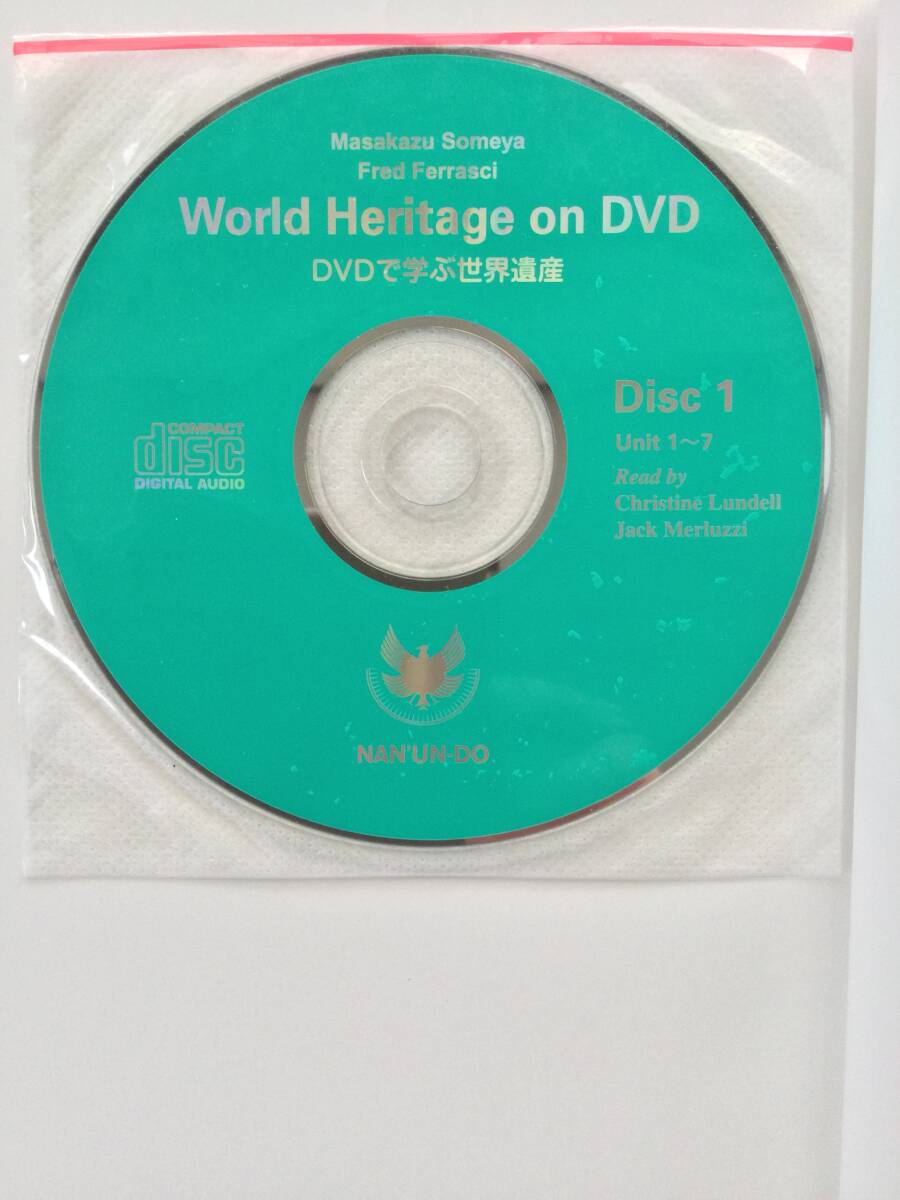 Masakazu Someya
Fred Ferrasci
World Heritage on DVD
DVDで学ぶ世界遺産
COMPACT
disc
DIGITAL AUDIO
Disc 1
Unit 1～7
Read by
Christine Lundell
Jack Merluzzi
NAN'UN-DO